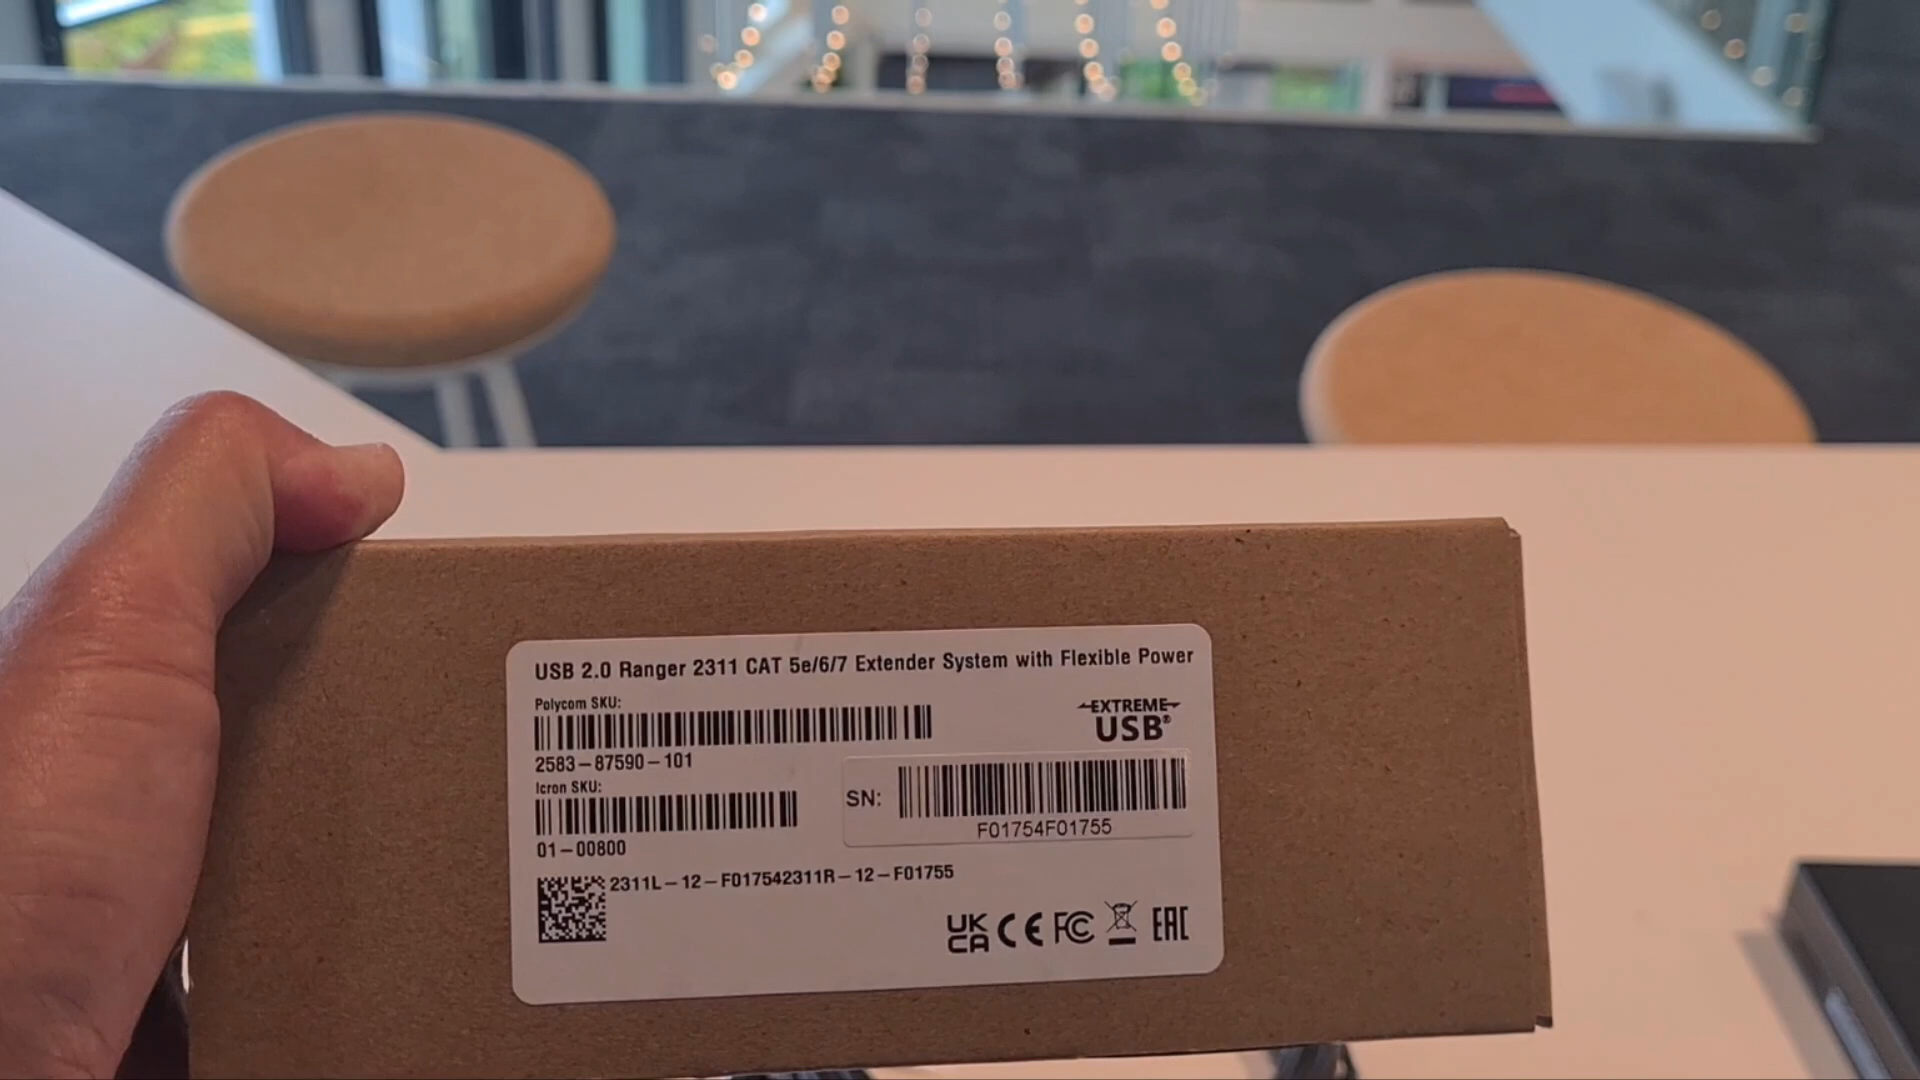 USB 2.0 Ranger 2311 CAT 5e/6/7 Extender System with Flexible Power
Polycom SKU:
2583-87590-101
EXTREME
USB®
Icron SKU:
01-00800
SN:
F01754F01755
2311L-12-F017542311R-12-F01755
UK
CA CE FC EAC